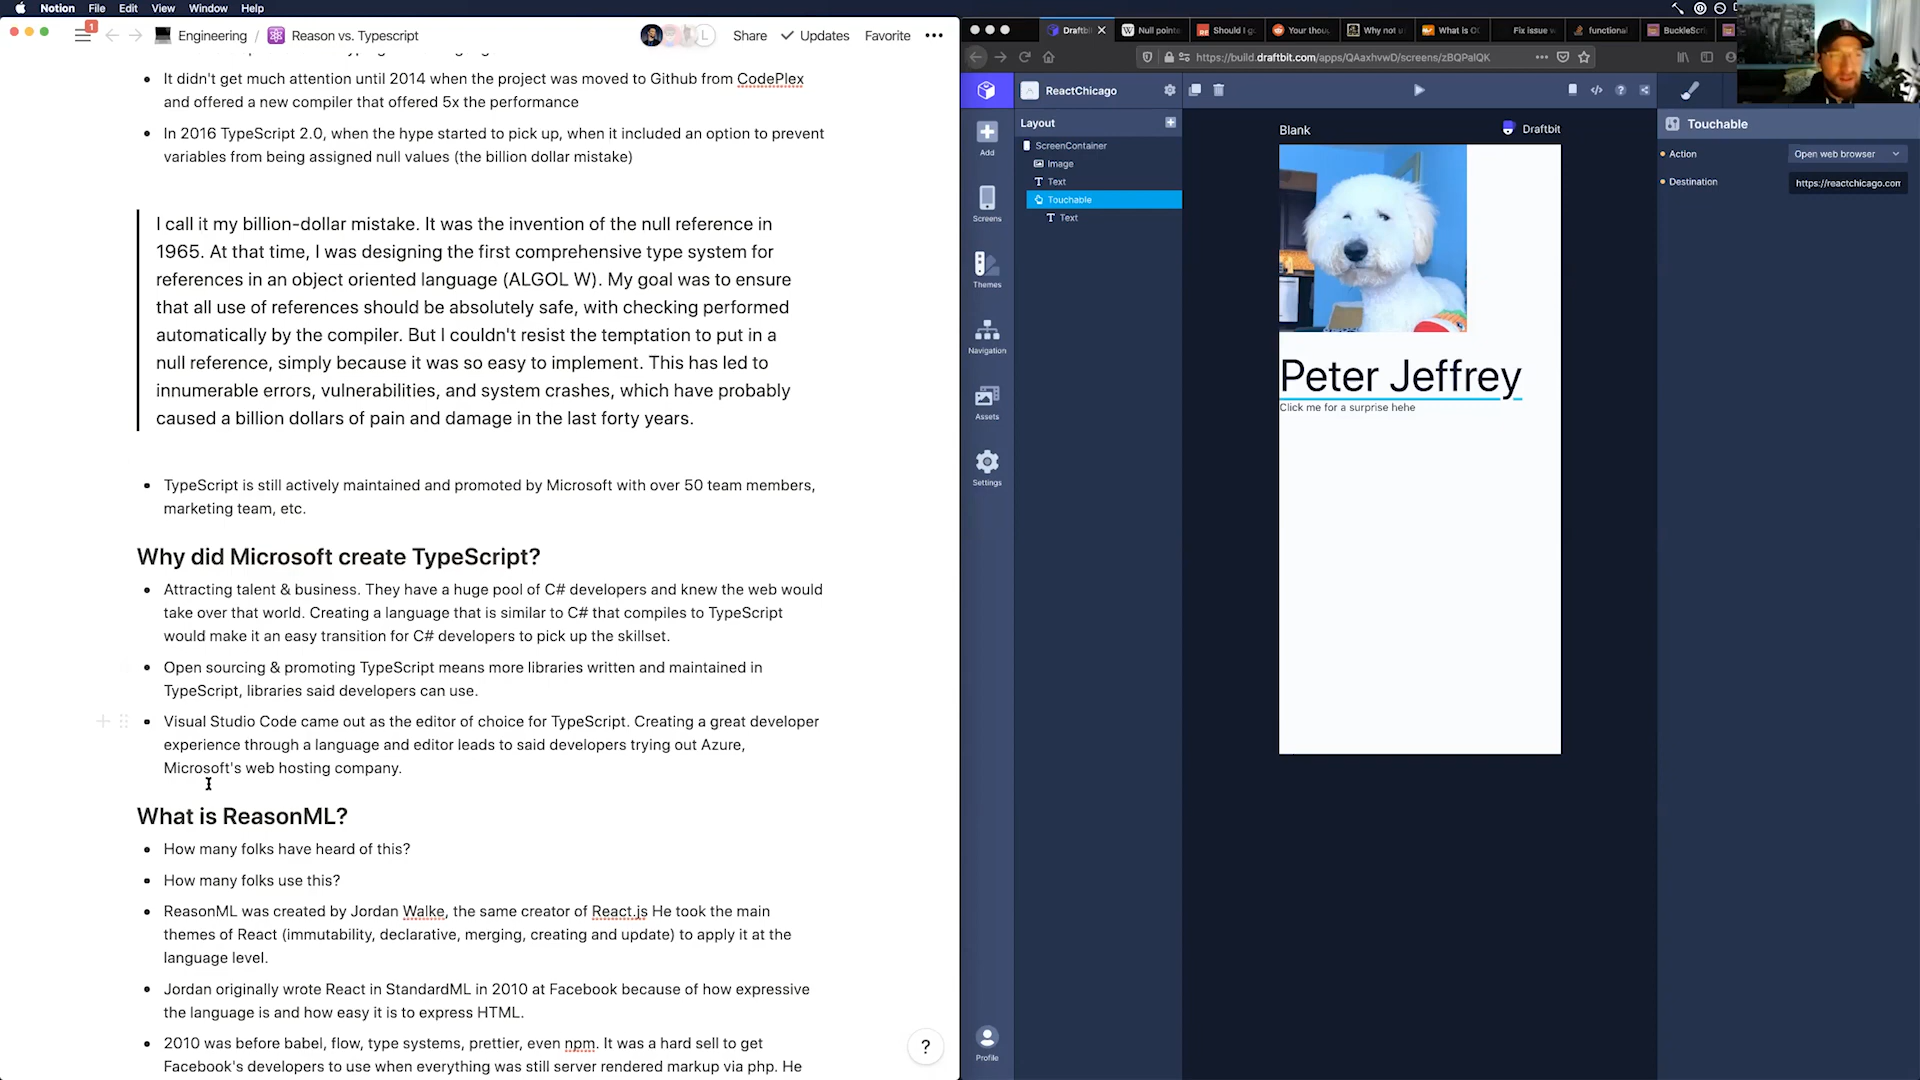 Notion File Edit View Window Help
1
Engineering / Reason vs. Typescript
L Share Updates Favorite •••
• It didn't get much attention until 2014 when the project was moved to Github from CodePlex
and offered a new compiler that offered 5x the performance
• In 2016 TypeScript 2.0, when the hype started to pick up, when it included an option to prevent
variables from being assigned null values (the billion dollar mistake)
I call it my billion-dollar mistake. It was the invention of the null reference in
1965. At that time, I was designing the first comprehensive type system for
references in an object oriented language (ALGOL W). My goal was to ensure
that all use of references should be absolutely safe, with checking performed
automatically by the compiler. But I couldn't resist the temptation to put in a
null reference, simply because it was so easy to implement. This has led to
innumerable errors, vulnerabilities, and system crashes, which have probably
caused a billion dollars of pain and damage in the last forty years.
• TypeScript is still actively maintained and promoted by Microsoft with over 50 team members,
marketing team, etc.
Why did Microsoft create TypeScript?
• Attracting talent & business. They have a huge pool of C# developers and knew the web would
take over that world. Creating a language that is similar to C# that compiles to TypeScript
would make it an easy transition for C# developers to pick up the skillset.
• Open sourcing & promoting TypeScript means more libraries written and maintained in
TypeScript, libraries said developers can use.
• Visual Studio Code came out as the editor of choice for TypeScript. Creating a great developer
experience through a language and editor leads to said developers trying out Azure,
Microsoft's web hosting company.
What is ReasonML?
• How many folks have heard of this?
• How many folks use this?
• ReasonML was created by Jordan Walke, the same creator of React.js He took the main
themes of React (immutability, declarative, merging, creating and update) to apply it at the
language level.
• Jordan originally wrote React in StandardML in 2010 at Facebook because of how expressive
the language is and how easy it is to express HTML.
• 2010 was before babel, flow, type systems, prettier, even npm. It was a hard sell to get
Facebook's developers to use when everything was still server rendered markup via php. He
?
Draftbi
Null pointe
Should I g
Your thou
Why not u
What is O
Fix issue w
functional
BuckleScri
https://build.draftbit.com/apps/QAaxhvwD/screens/zBQPalQK
ReactChicago
Layout
ScreenContainer
Image
Text
Touchable
Text
Add
Screens
Themes
Navigation
Assets
Settings
Profile
Blank
Draftbit
Peter Jeffrey
Click me for a surprise hehe
Touchable
Action Open web browser
Destination https://reactchicago.com